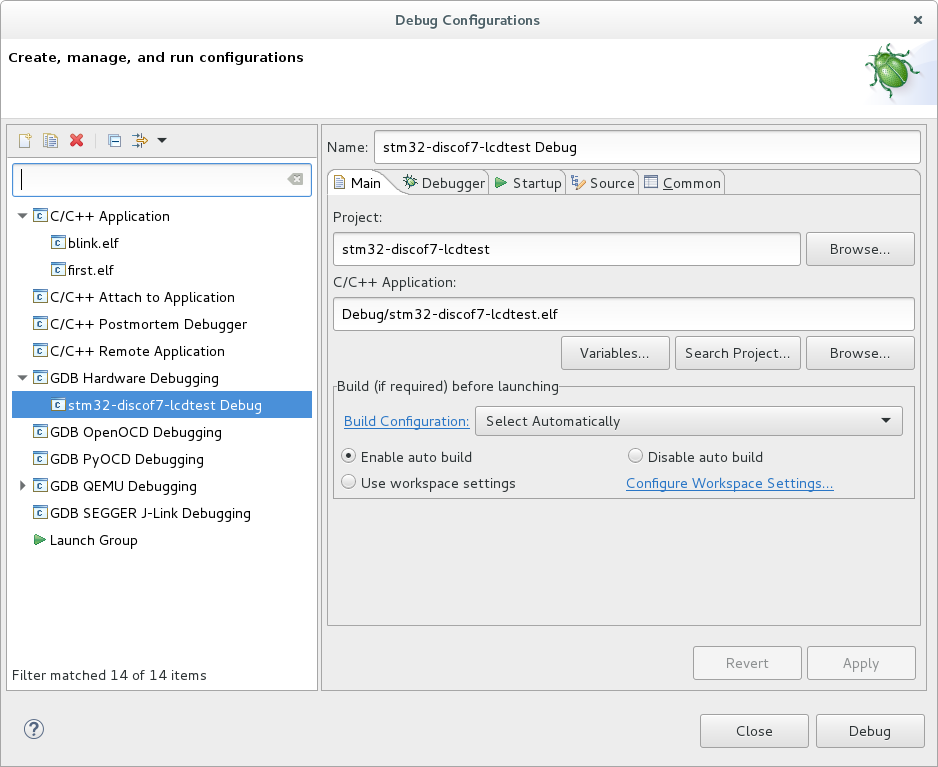 Debug Configurations
Create, manage, and run configurations
C/C++ Application
blink.elf
first.elf
C/C++ Attach to Application
C/C++ Postmortem Debugger
C/C++ Remote Application
GDB Hardware Debugging
stm32-discof7-lcdtest Debug
GDB OpenOCD Debugging
GDB PyOCD Debugging
GDB QEMU Debugging
GDB SEGGER J-Link Debugging
Launch Group
Filter matched 14 of 14 items
Name: stm32-discof7-lcdtest Debug
Main Debugger Startup Source Common
Project:
stm32-discof7-lcdtest Browse...
C/C++ Application:
Debug/stm32-discof7-lcdtest.elf
Variables... Search Project... Browse...
Build (if required) before launching
Build Configuration: Select Automatically
Enable auto build Disable auto build
Use workspace settings Configure Workspace Settings...
Revert Apply
Close Debug